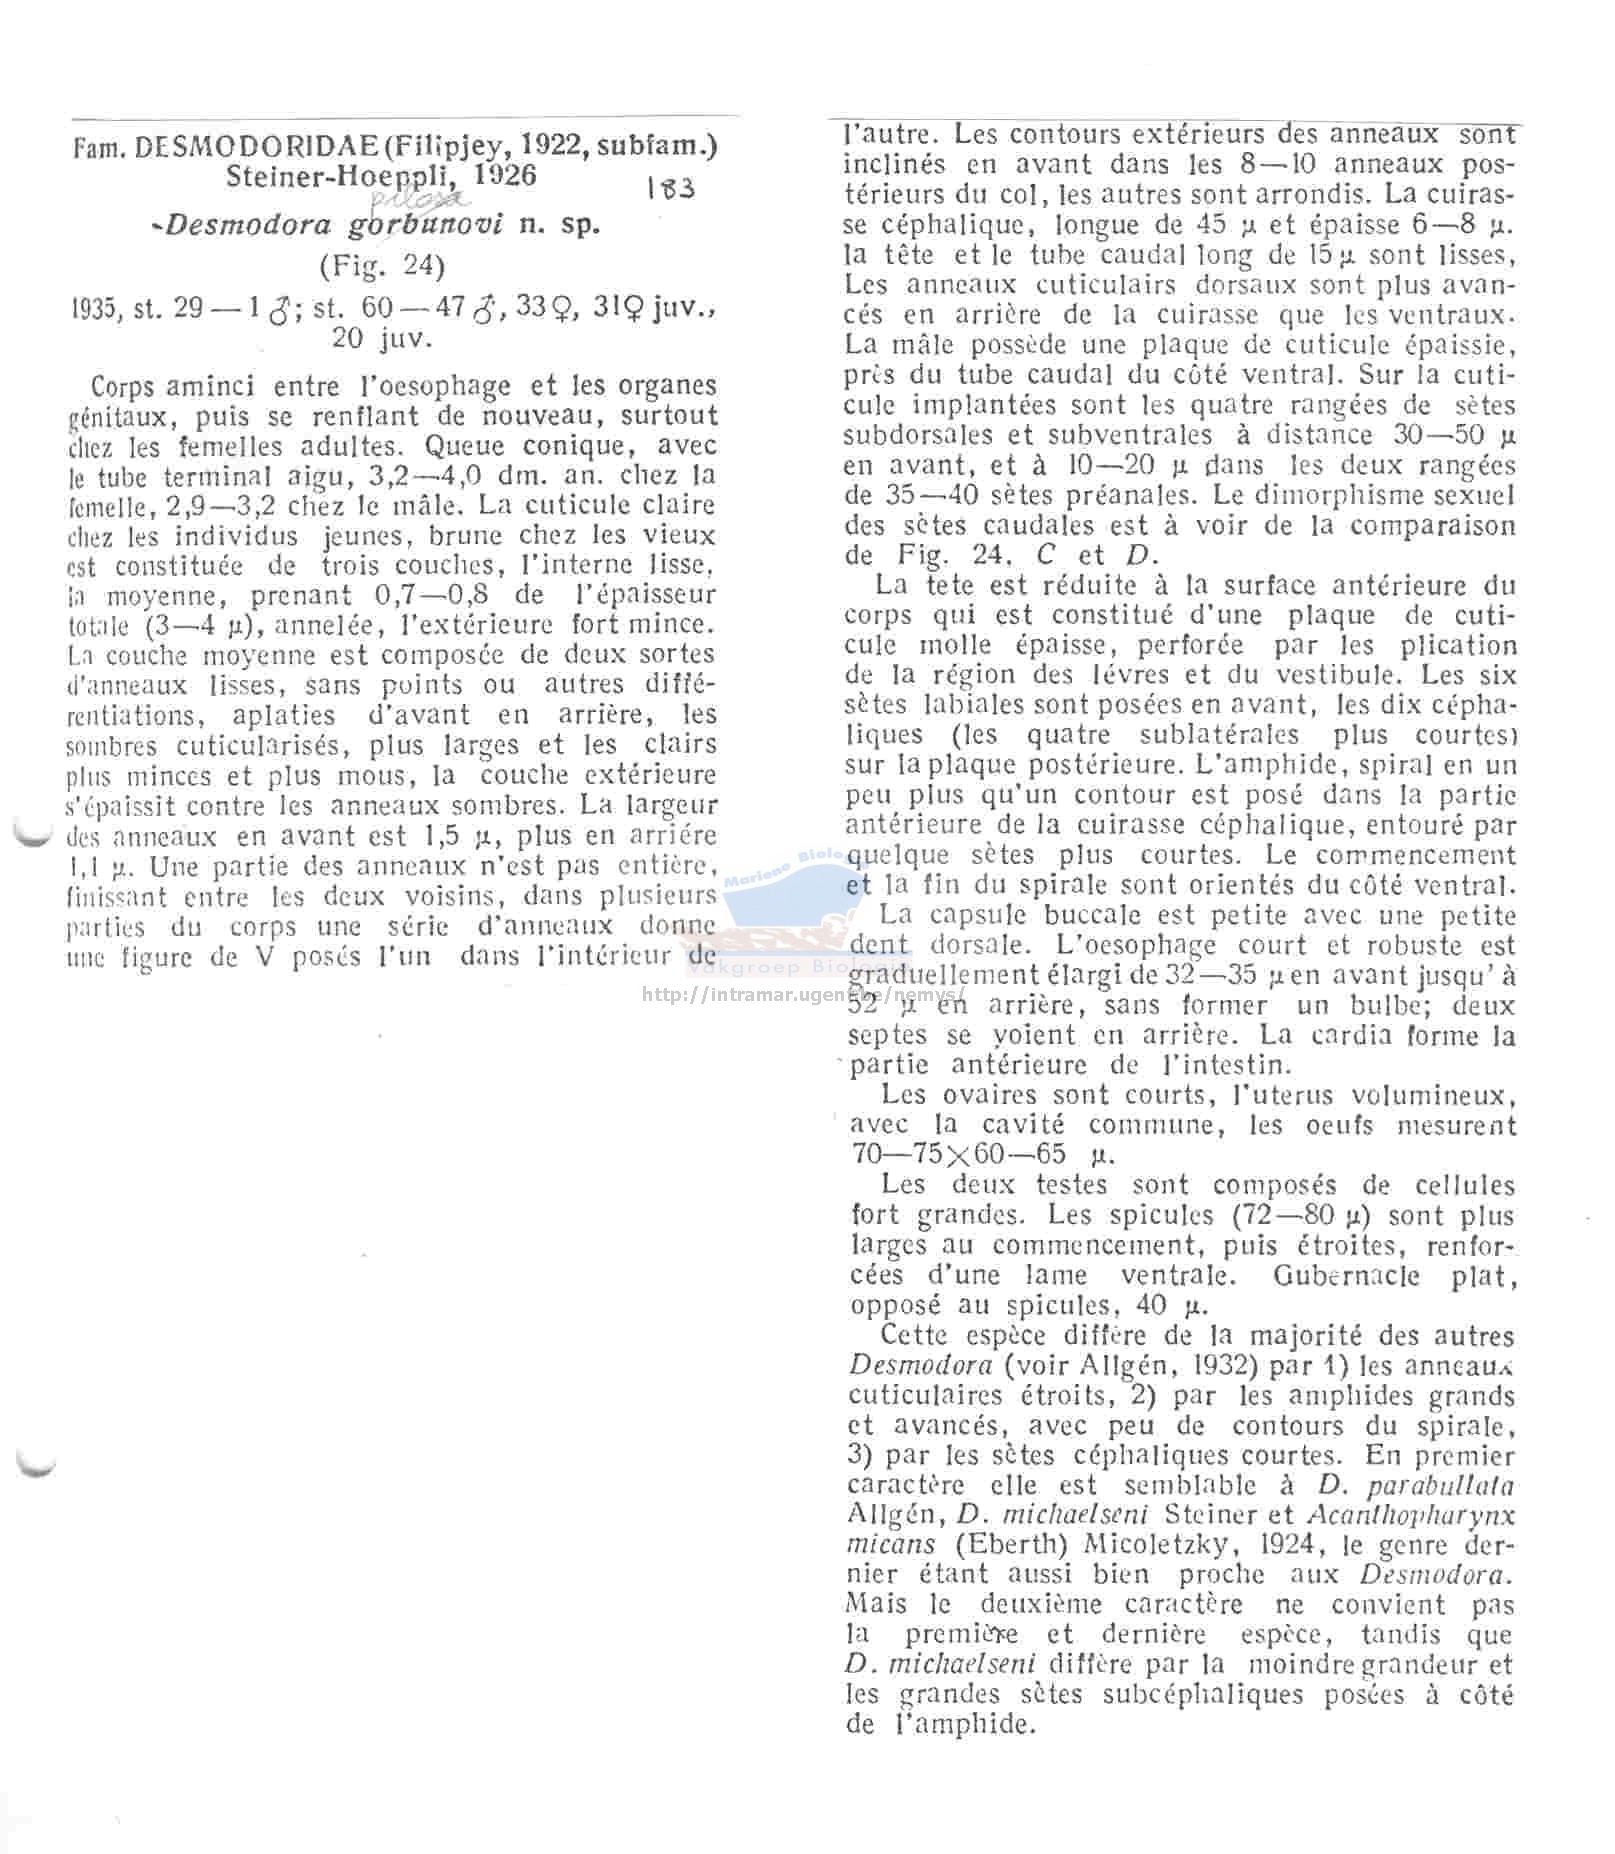 Fam. DESMODORIDAE (Filipjey, 1922, subfam.)
Steiner-Hoeppli, 1926
183
pilosa
Desmodora gorbunovi n. sp.
(Fig. 24)
1935, st. 29 — 1 ♂; st. 60 — 47 ♂, 33 ♀, 31♀ juv.,
20 juv.
Corps aminci entre l'oesophage et les organes
génitaux, puis se renflant de nouveau, surtout
chez les femelles adultes. Queue conique, avec
le tube terminal aigu, 3,2—4,0 dm. an. chez la
femelle, 2,9—3,2 chez le mâle. La cuticule claire
chez les individus jeunes, brune chez les vieux
est constituée de trois couches, l'interne lisse,
la moyenne, prenant 0,7—0,8 de l'épaisseur
totale (3—4 µ), annelée, l'extérieure fort mince.
La couche moyenne est composée de deux sortes
d'anneaux lisses, sans points ou autres diffé-
rentiations, aplaties d'avant en arrière, les
sombres cuticularisés, plus larges et les clairs
plus minces et plus mous, la couche extérieure
s'épaissit contre les anneaux sombres. La largeur
des anneaux en avant est 1,5 µ, plus en arriére
1,1 µ. Une partie des anneaux n'est pas entière,
finissant entre les deux voisins, dans plusieurs
parties du corps une série d'anneaux donne
une figure de V posés l'un dans l'intérieur de
l'autre. Les contours extérieurs des anneaux sont
inclinés en avant dans les 8—10 anneaux pos-
térieurs du col, les autres sont arrondis. La cuiras-
se céphalique, longue de 45 µ et épaisse 6—8 µ.
la tête et le tube caudal long de 15 µ sont lisses,
Les anneaux cuticulairs dorsaux sont plus avan-
cés en arrière de la cuirasse que les ventraux.
La mâle possède une plaque de cuticule épaissie,
près du tube caudal du côté ventral. Sur la cuti-
cule implantées sont les quatre rangées de sètes
subdorsales et subventrales à distance 30—50 µ
en avant, et à 10—20 µ dans les deux rangées
de 35—40 sètes préanales. Le dimorphisme sexuel
des sètes caudales est à voir de la comparaison
de Fig. 24, C et D.
La tete est réduite à la surface antérieure du
corps qui est constitué d'une plaque de cuti-
cule molle épaisse, perforée par les plication
de la région des lévres et du vestibule. Les six
sètes labiales sont posées en avant, les dix cépha-
liques (les quatre sublatérales plus courtes)
sur la plaque postérieure. L'amphide, spiral en un
peu plus qu'un contour est posé dans la partie
antérieure de la cuirasse céphalique, entouré par
quelque sètes plus courtes. Le commencement
et la fin du spirale sont orientés du côté ventral.
La capsule buccale est petite avec une petite
dent dorsale. L'oesophage court et robuste est
graduellement élargi de 32—35 µ en avant jusqu' à
52 µ en arrière, sans former un bulbe; deux
septes se voient en arrière. La cardia forme la
partie antérieure de l'intestin.
Les ovaires sont courts, l'uterus volumineux,
avec la cavité commune, les oeufs mesurent
70—75×60—65 µ.
Les deux testes sont composés de cellules
fort grandes. Les spicules (72—80 µ) sont plus
larges au commencement, puis étroites, renfor-
cées d'une lame ventrale. Gubernacle plat,
opposé au spicules, 40 µ.
Cette espèce diffère de la majorité des autres
Desmodora (voir Allgén, 1932) par 1) les anneaux
cuticulaires étroits, 2) par les amphides grands
et avancés, avec peu de contours du spirale,
3) par les sètes céphaliques courtes. En premier
caractère elle est semblable à D. parabullata
Allgén, D. michaelseni Steiner et Acanthopharynx
micans (Eberth) Micoletzky, 1924, le genre der-
nier étant aussi bien proche aux Desmodora.
Mais le deuxième caractère ne convient pas
la première et dernière espèce, tandis que
D. michaelseni diffère par la moindre grandeur et
les grandes sètes subcéphaliques posées à côté
de l'amphide.
Mariene Biologie
Vakgroep Biologie
http://intramar.ugent.be/nemys/